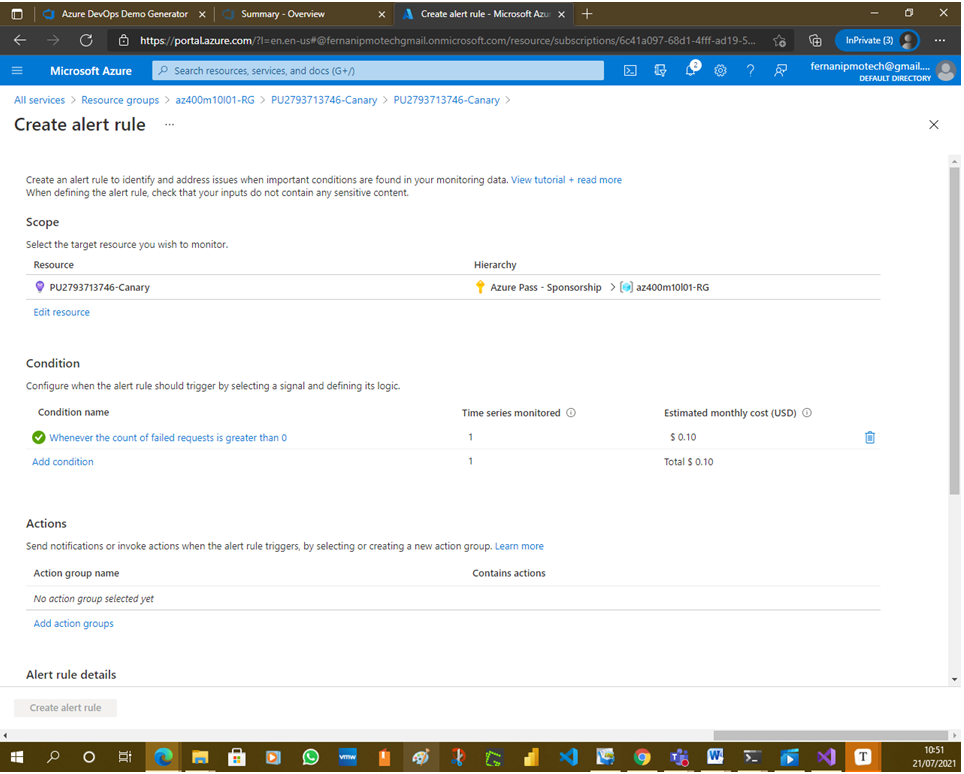 Azure DevOps Demo Generator
Summary - Overview
Create alert rule - Microsoft Azu
https://portal.azure.com/?l=en.en-us#@fernanipmotechgmail.onmicrosoft.com/resource/subscriptions/6c41a097-68d1-4fff-ad19-5...
InPrivate (3)
Microsoft Azure
Search resources, services, and docs (G+/)
2
fernanipmotech@gmail....
DEFAULT DIRECTORY
All services > Resource groups > az400m10l01-RG > PU2793713746-Canary > PU2793713746-Canary >
Create alert rule ...
Create an alert rule to identify and address issues when important conditions are found in your monitoring data. View tutorial + read more
When defining the alert rule, check that your inputs do not contain any sensitive content.
Scope
Select the target resource you wish to monitor.
Resource Hierarchy
PU2793713746-Canary Azure Pass - Sponsorship > az400m10l01-RG
Edit resource
Condition
Configure when the alert rule should trigger by selecting a signal and defining its logic.
Condition name Time series monitored Estimated monthly cost (USD)
Whenever the count of failed requests is greater than 0 1 $ 0.10
Add condition 1 Total $ 0.10
Actions
Send notifications or invoke actions when the alert rule triggers, by selecting or creating a new action group. Learn more
Action group name Contains actions
No action group selected yet
Add action groups
Alert rule details
Create alert rule
vmw
T
10:51
21/07/2021